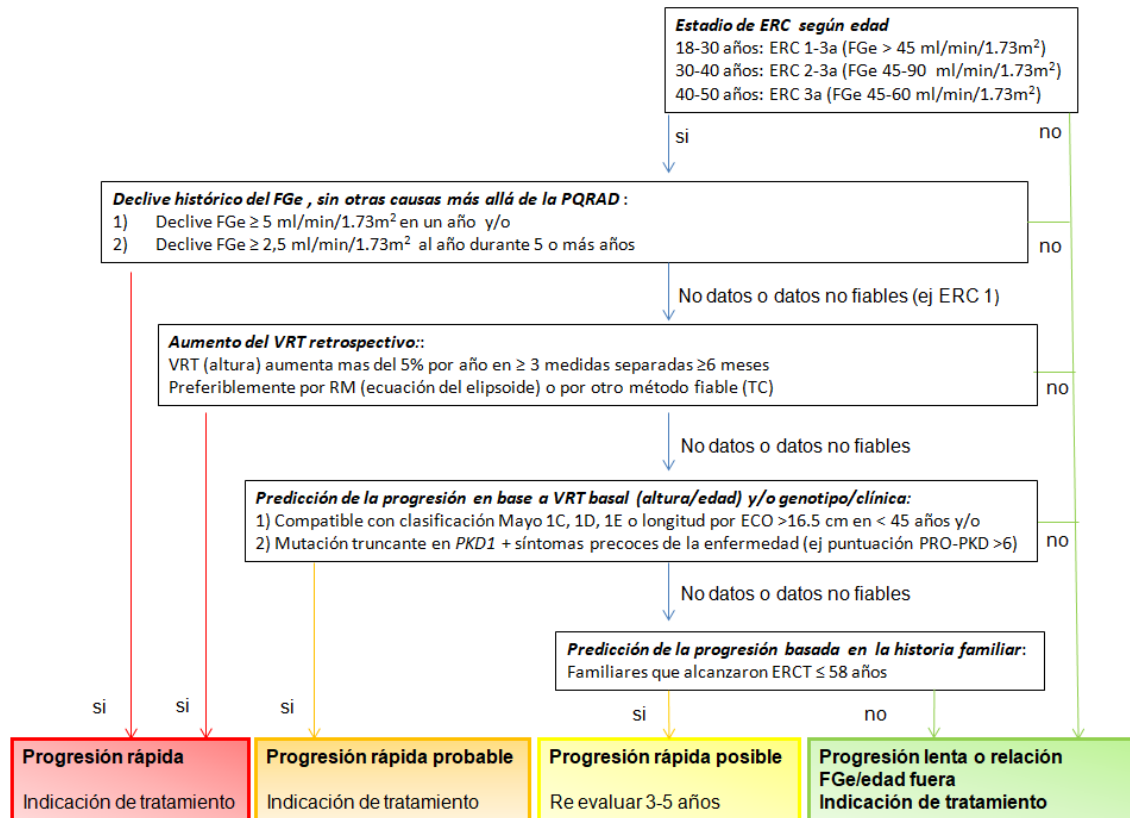 Estadio de ERC según edad
18-30 años: ERC 1-3a (FGe > 45 ml/min/1.73m²)
30-40 años: ERC 2-3a (FGe 45-90 ml/min/1.73m²)
40-50 años: ERC 3a (FGe 45-60 ml/min/1.73m²)
si
no
Declive histórico del FGe , sin otras causas más allá de la PQRAD :
1) Declive FGe ≥ 5 ml/min/1.73m² en un año y/o
2) Declive FGe ≥ 2,5 ml/min/1.73m² al año durante 5 o más años
no
No datos o datos no fiables (ej ERC 1)
Aumento del VRT retrospectivo::
VRT (altura) aumenta mas del 5% por año en ≥ 3 medidas separadas ≥6 meses
Preferiblemente por RM (ecuación del elipsoide) o por otro método fiable (TC)
no
No datos o datos no fiables
Predicción de la progresión en base a VRT basal (altura/edad) y/o genotipo/clínica:
1) Compatible con clasificación Mayo 1C, 1D, 1E o longitud por ECO >16.5 cm en < 45 años y/o
2) Mutación truncante en PKD1 + síntomas precoces de la enfermedad (ej puntuación PRO-PKD >6)
no
No datos o datos no fiables
Predicción de la progresión basada en la historia familiar:
Familiares que alcanzaron ERCT ≤ 58 años
si
si
si
si
no
Progresión rápida
Indicación de tratamiento
Progresión rápida probable
Indicación de tratamiento
Progresión rápida posible
Re evaluar 3-5 años
Progresión lenta o relación
FGe/edad fuera
Indicación de tratamiento